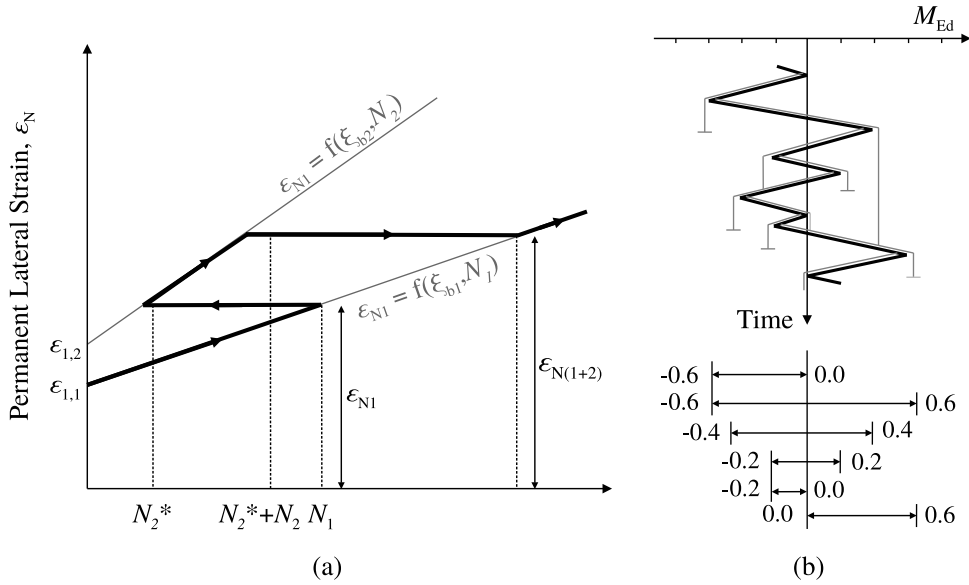 Permanent Lateral Strain, εN
εN1 = f(ξb2,N2)
εN1 = f(ξb1,N1)
ε1,2
ε1,1
εN1
εN(1+2)
N2* N2*+N2 N1
(a)
MEd
Time
-0.6 0.0
-0.6 0.6
-0.4 0.4
-0.2 0.2
-0.2 0.0
0.0 0.6
(b)